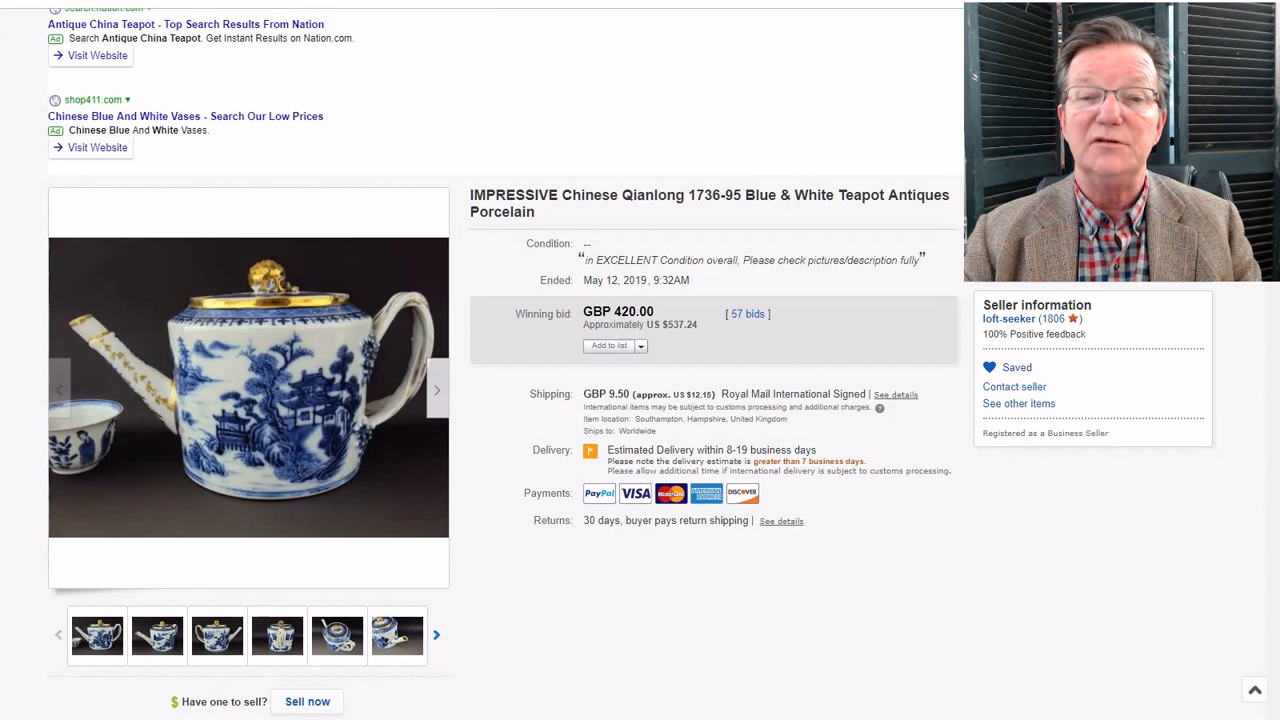 Antique China Teapot - Top Search Results From Nation
Ad Search Antique China Teapot. Get Instant Results on Nation.com.
→ Visit Website
shop411.com ▼
Chinese Blue And White Vases - Search Our Low Prices
Ad Chinese Blue And White Vases.
→ Visit Website
IMPRESSIVE Chinese Qianlong 1736-95 Blue & White Teapot Antiques
Porcelain
Condition: --
“in EXCELLENT Condition overall, Please check pictures/description fully”
Ended: May 12, 2019 , 9:32AM
Winning bid: GBP 420.00 [ 57 bids ]
Approximately US $537.24
Add to list
Shipping: GBP 9.50 (approx. US $12.15) Royal Mail International Signed | See details
International items may be subject to customs processing and additional charges. ?
Item location: Southampton, Hampshire, United Kingdom
Ships to: Worldwide
Delivery: Estimated Delivery within 8-19 business days
Please note the delivery estimate is greater than 7 business days.
Please allow additional time if international delivery is subject to customs processing.
Payments: PayPal VISA MasterCard AMERICAN EXPRESS DISCOVER
Returns: 30 days, buyer pays return shipping | See details
Seller information
loft-seeker (1806 ★)
100% Positive feedback
Saved
Contact seller
See other items
Registered as a Business Seller
$ Have one to sell? Sell now